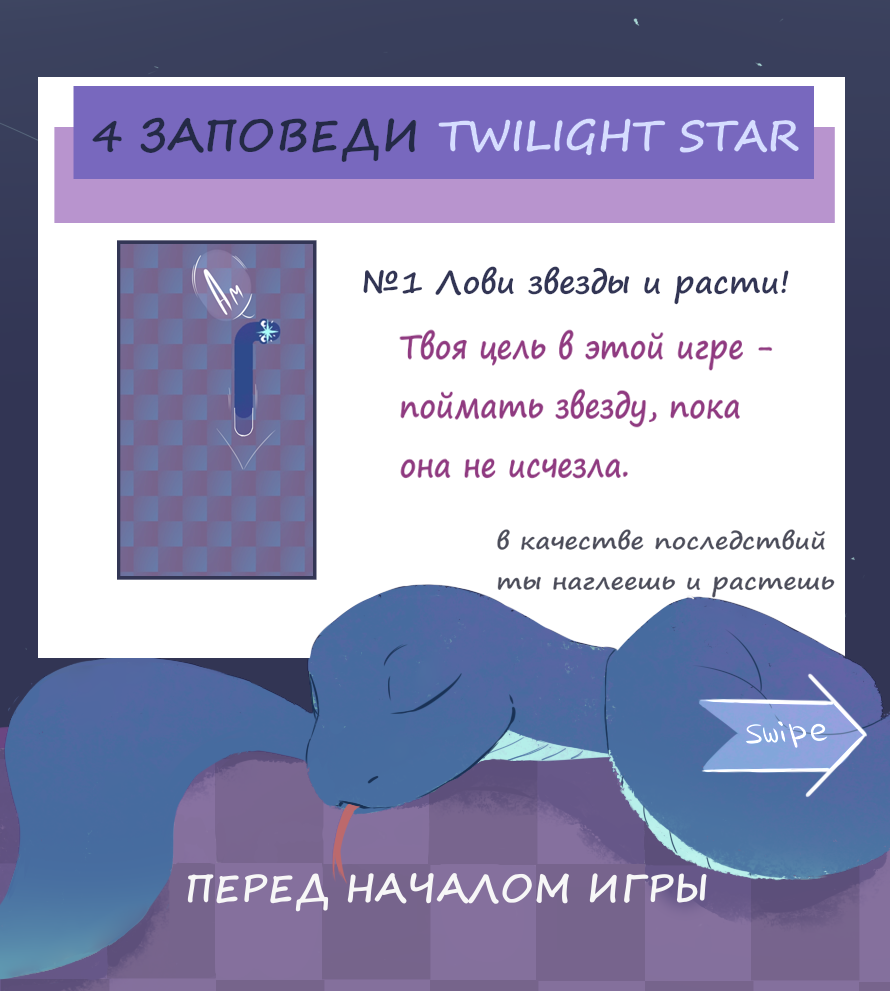 4 ЗАПОВЕДИ TWILIGHT STAR
Ам
№1 Лови звезды и расти!
Твоя цель в этой игре -
поймать звезду, пока
она не исчезла.
в качестве последствий
ты наглеешь и растешь
swipe
ПЕРЕД НАЧАЛОМ ИГРЫ